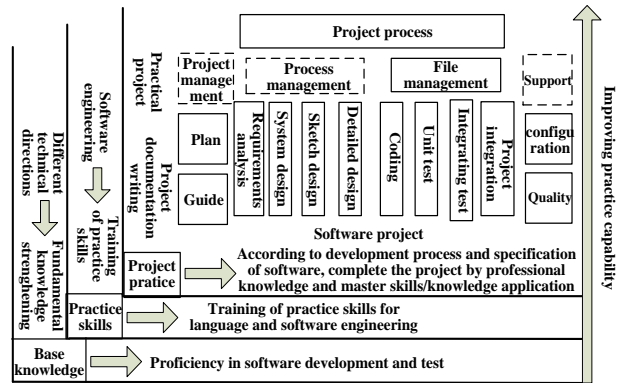 Project process
Project
manage
ment
Process
management
File
management
Support
Plan
Guide
Requirements
analysis
System design
Sketch design
Detailed design
Coding
Unit test
Integrating test
Project
integration
configu
ration
Quality
Software project
Practical
project
Project
documentation
writing
Software
engineering
Training
of practice
skills
Different
technical
directions
Fundamental
knowledge
strenghening
Project
pratice
According to development process and specification
of software, complete the project by professional
knowledge and master skills/knowledge application
Practice
skills
Training of practice skills for
language and software engineering
Base
knowledge
Proficiency in software development and test
Improving practice capability